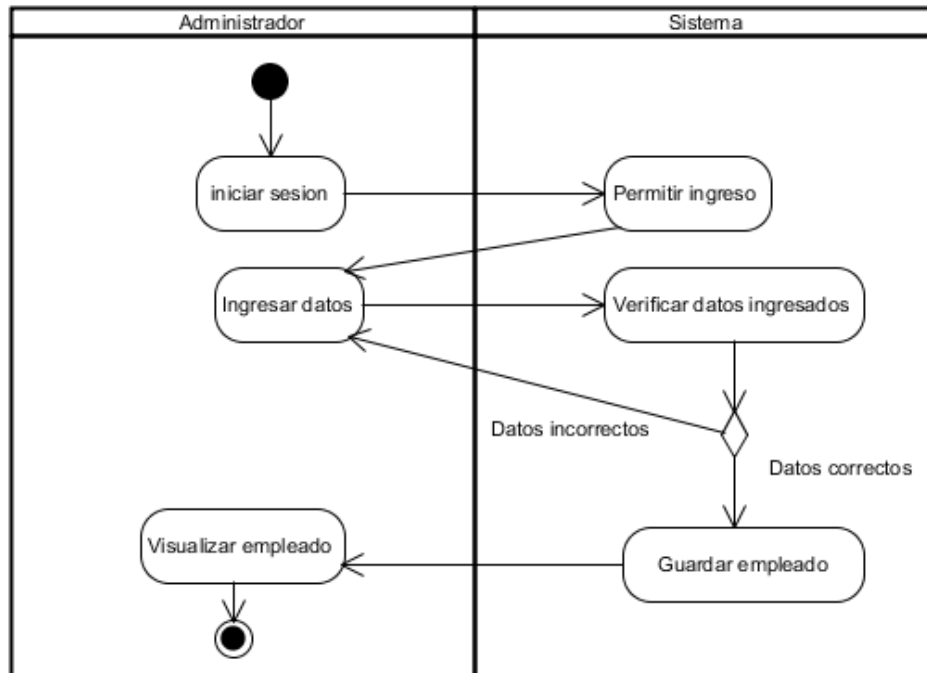 Administrador
Sistema
iniciar sesion
Permitir ingreso
Ingresar datos
Verificar datos ingresados
Datos incorrectos
Datos correctos
Visualizar empleado
Guardar empleado